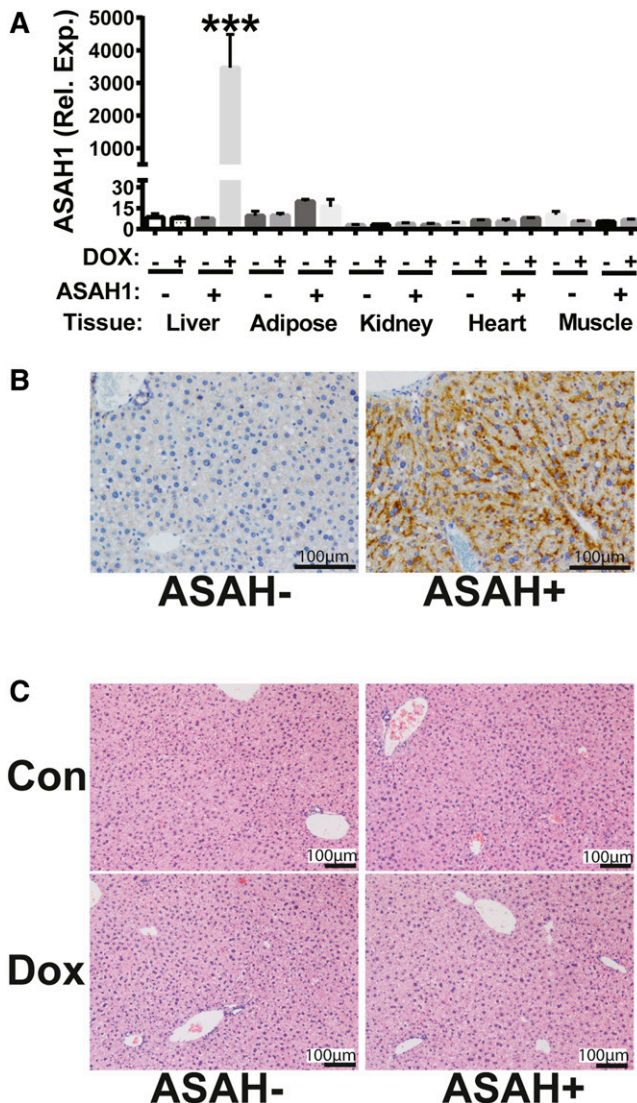 A
ASAH1 (Rel. Exp.)
5000
4000
3000
2000
1000
30
15
0
***
DOX: - + - + - + - + - + - + - + - + - + - +
ASAH1: - + - + - + - + - +
Tissue: Liver Adipose Kidney Heart Muscle
B
100µm
100µm
ASAH- ASAH+
C
Con
100µm
100µm
Dox
100µm
100µm
ASAH- ASAH+